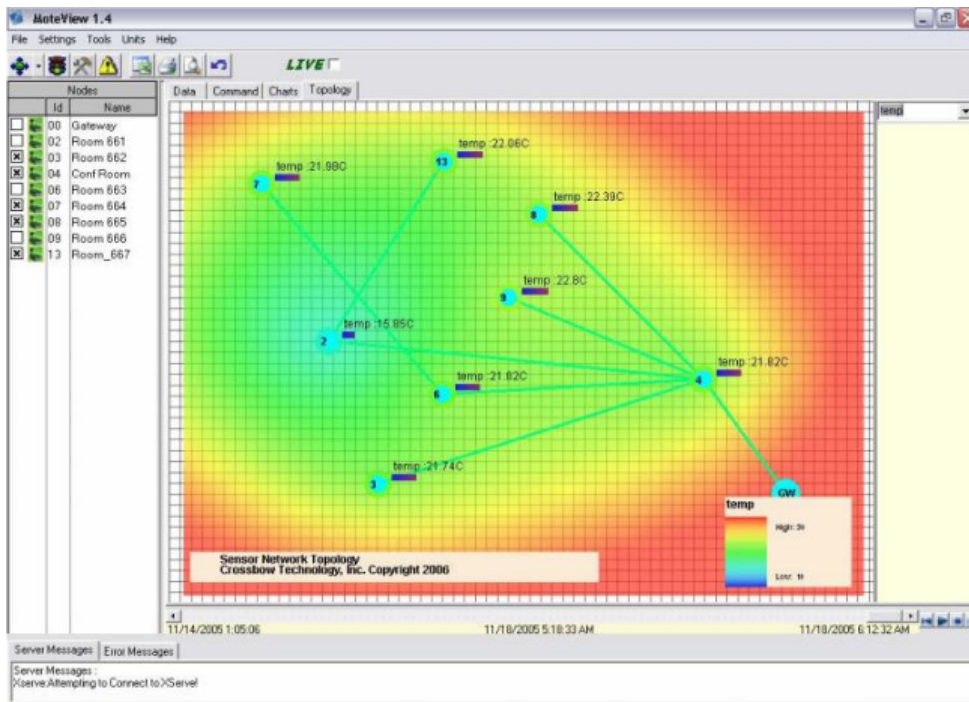 MoteView 1.4
File Settings Tools Units Help
LIVE
Nodes
Id Name
00 Gateway
02 Room 661
03 Room 662
04 Conf Room
06 Room 663
07 Room 664
08 Room 665
09 Room 666
13 Room_667
Data Command Charts Topology
temp
temp :21.98C
7
temp :22.06C
13
temp :22.39C
8
temp :22.8C
9
temp :15.85C
2
temp :21.82C
4
temp :21.82C
6
temp :21.74C
3
GW
temp
High:
Low:
Sensor Network Topology
Crossbow Technology, Inc. Copyright 2006
11/14/2005 1:05:06 11/18/2005 5:18:33 AM 11/18/2005 6:12:32 AM
Server Messages Error Messages
Server Messages :
Xserve:Attempting to Connect to XServe!